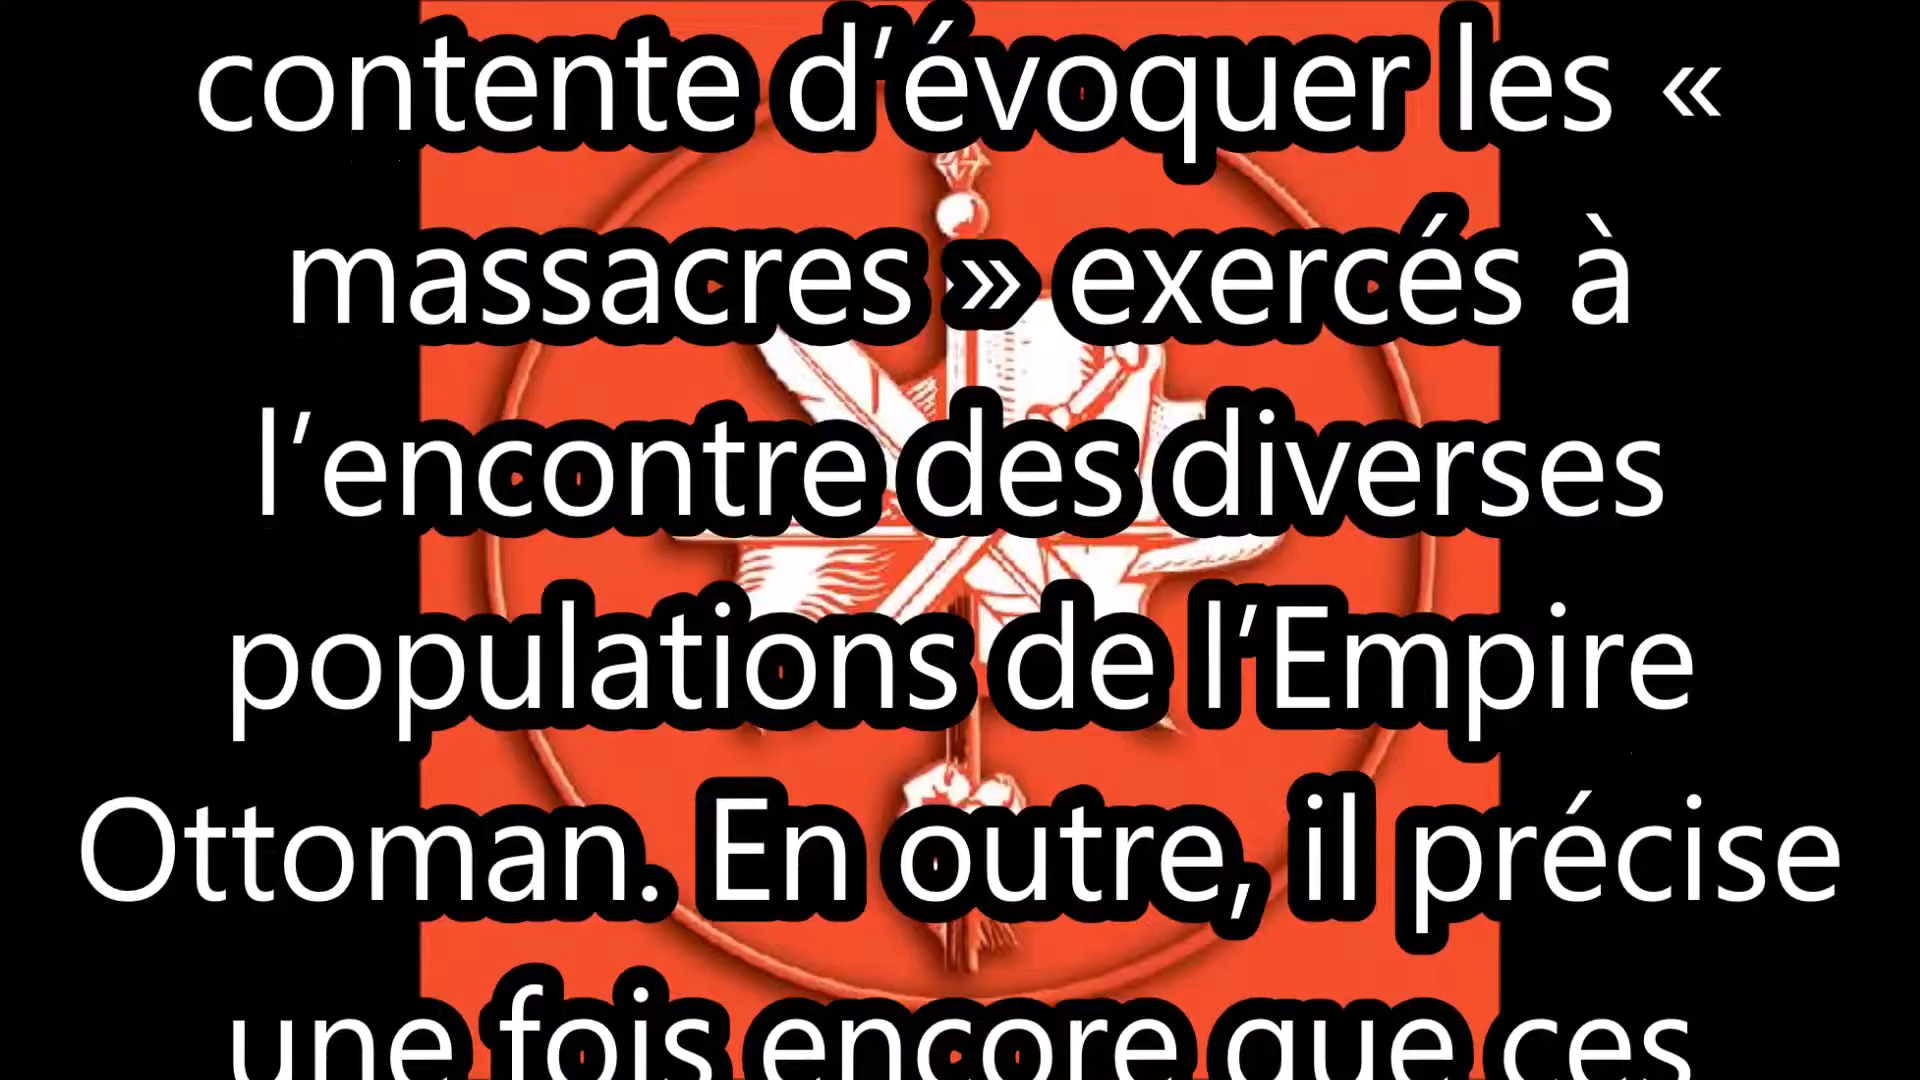 contente d’évoquer les «
massacres » exercés à
l’encontre des diverses
populations de l’Empire
Ottoman. En outre, il précise
une fois encore que ces